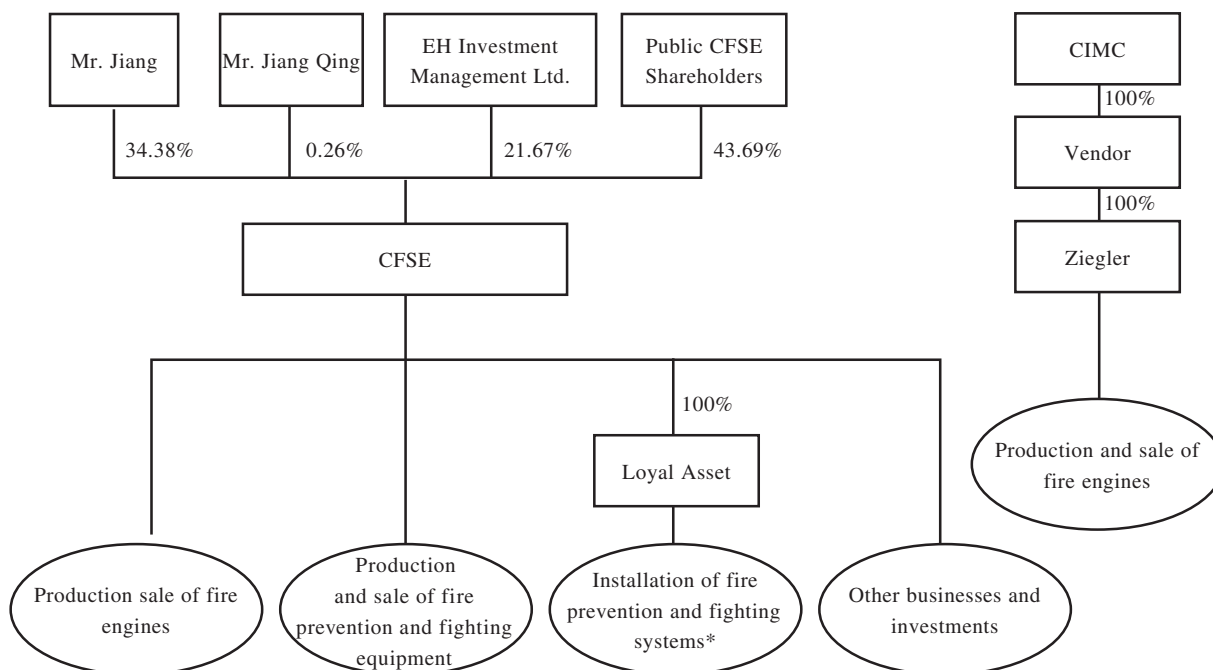 Mr. Jiang
Mr. Jiang Qing
EH Investment
Management Ltd.
Public CFSE
Shareholders
34.38%
0.26%
21.67%
43.69%
CFSE
100%
Loyal Asset
Production sale of fire
engines
Production
and sale of fire
prevention and fighting
equipment
Installation of fire
prevention and fighting
systems*
Other businesses and
investments
CIMC
100%
Vendor
100%
Ziegler
Production and sale of
fire engines